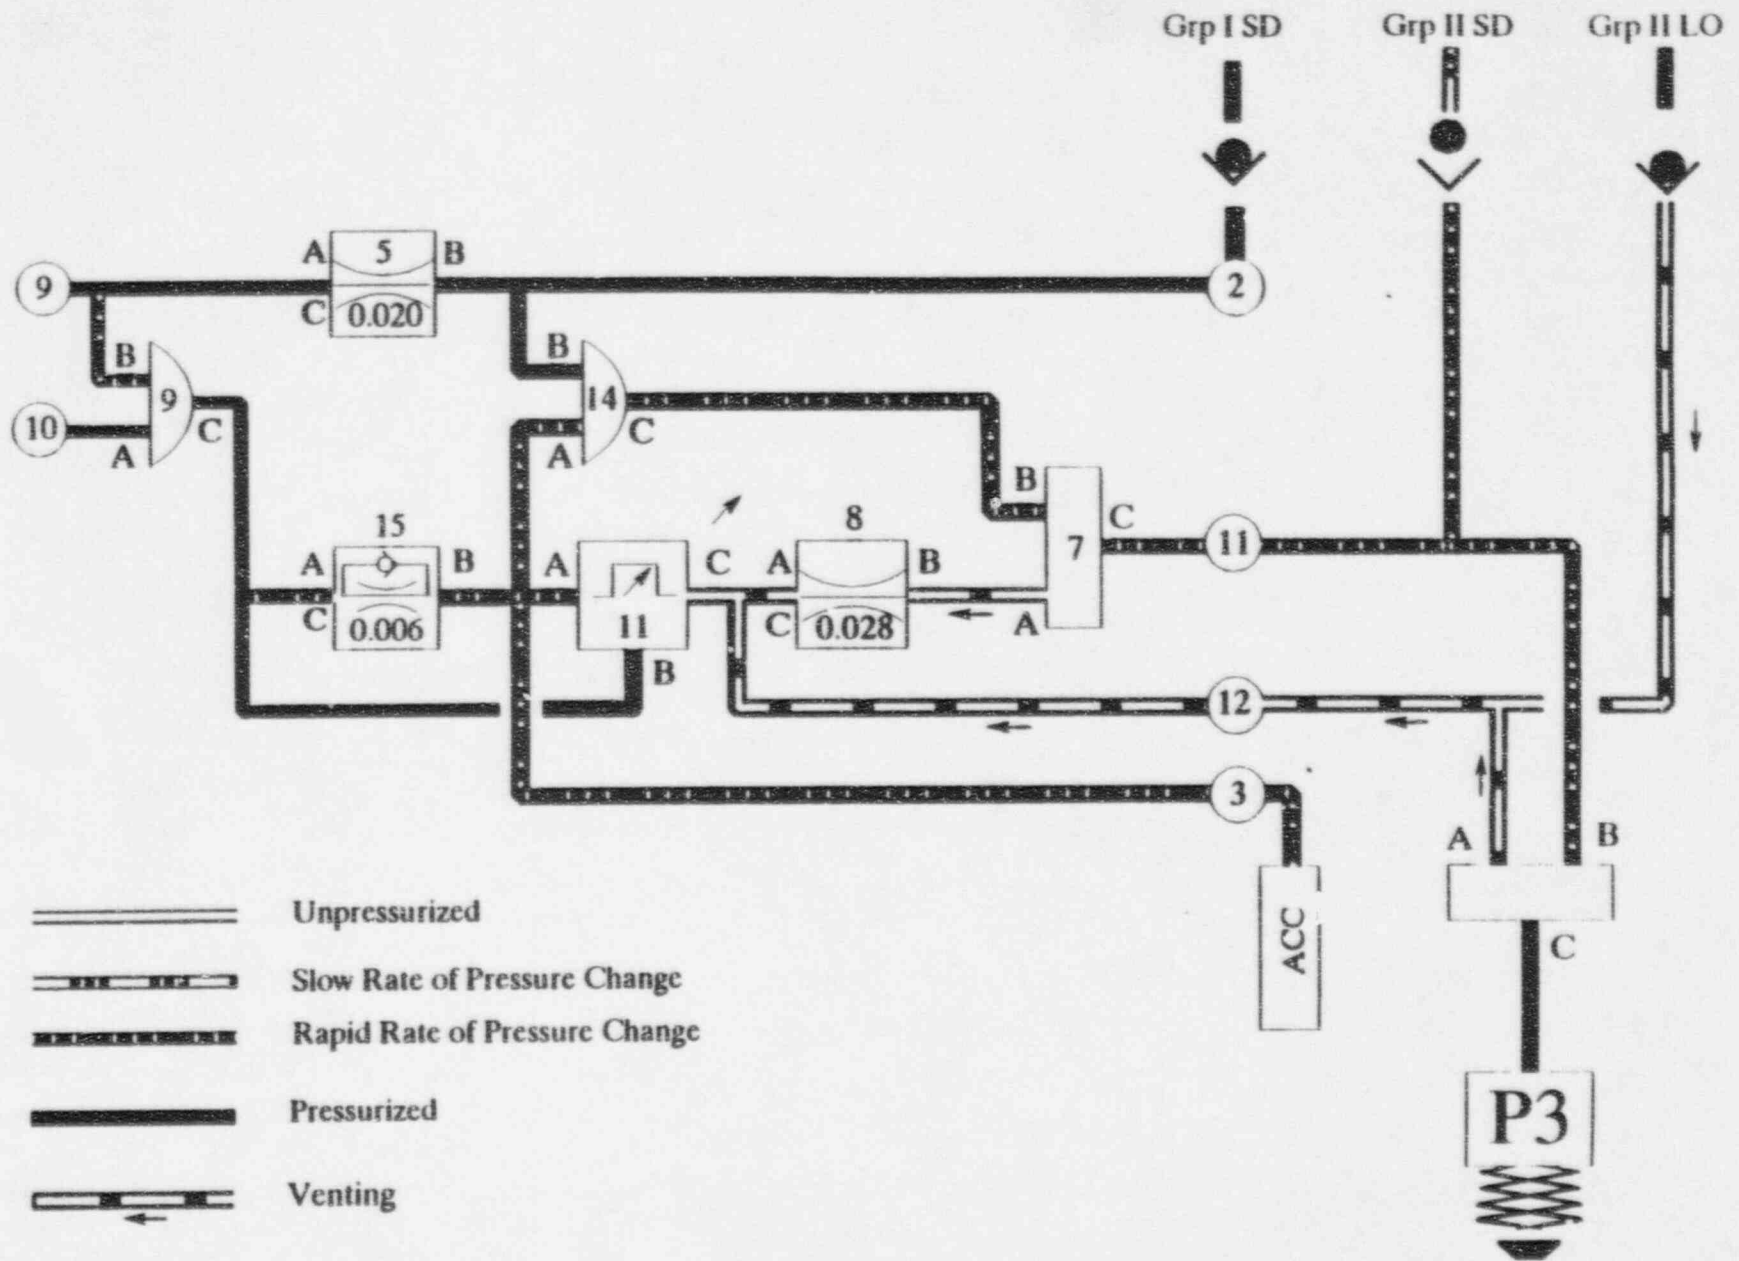 Grp I SD Grp II SD Grp II LO
A 5 B
9 2
C 0.020
B B
9 14
10 C C
A A
B
15 8 C
7 11
A B A C A B
C 0.006 11 C 0.028 A
B
12
3
A B
Unpressurized
ACC
C
Slow Rate of Pressure Change
Rapid Rate of Pressure Change
Pressurized
P3
Venting